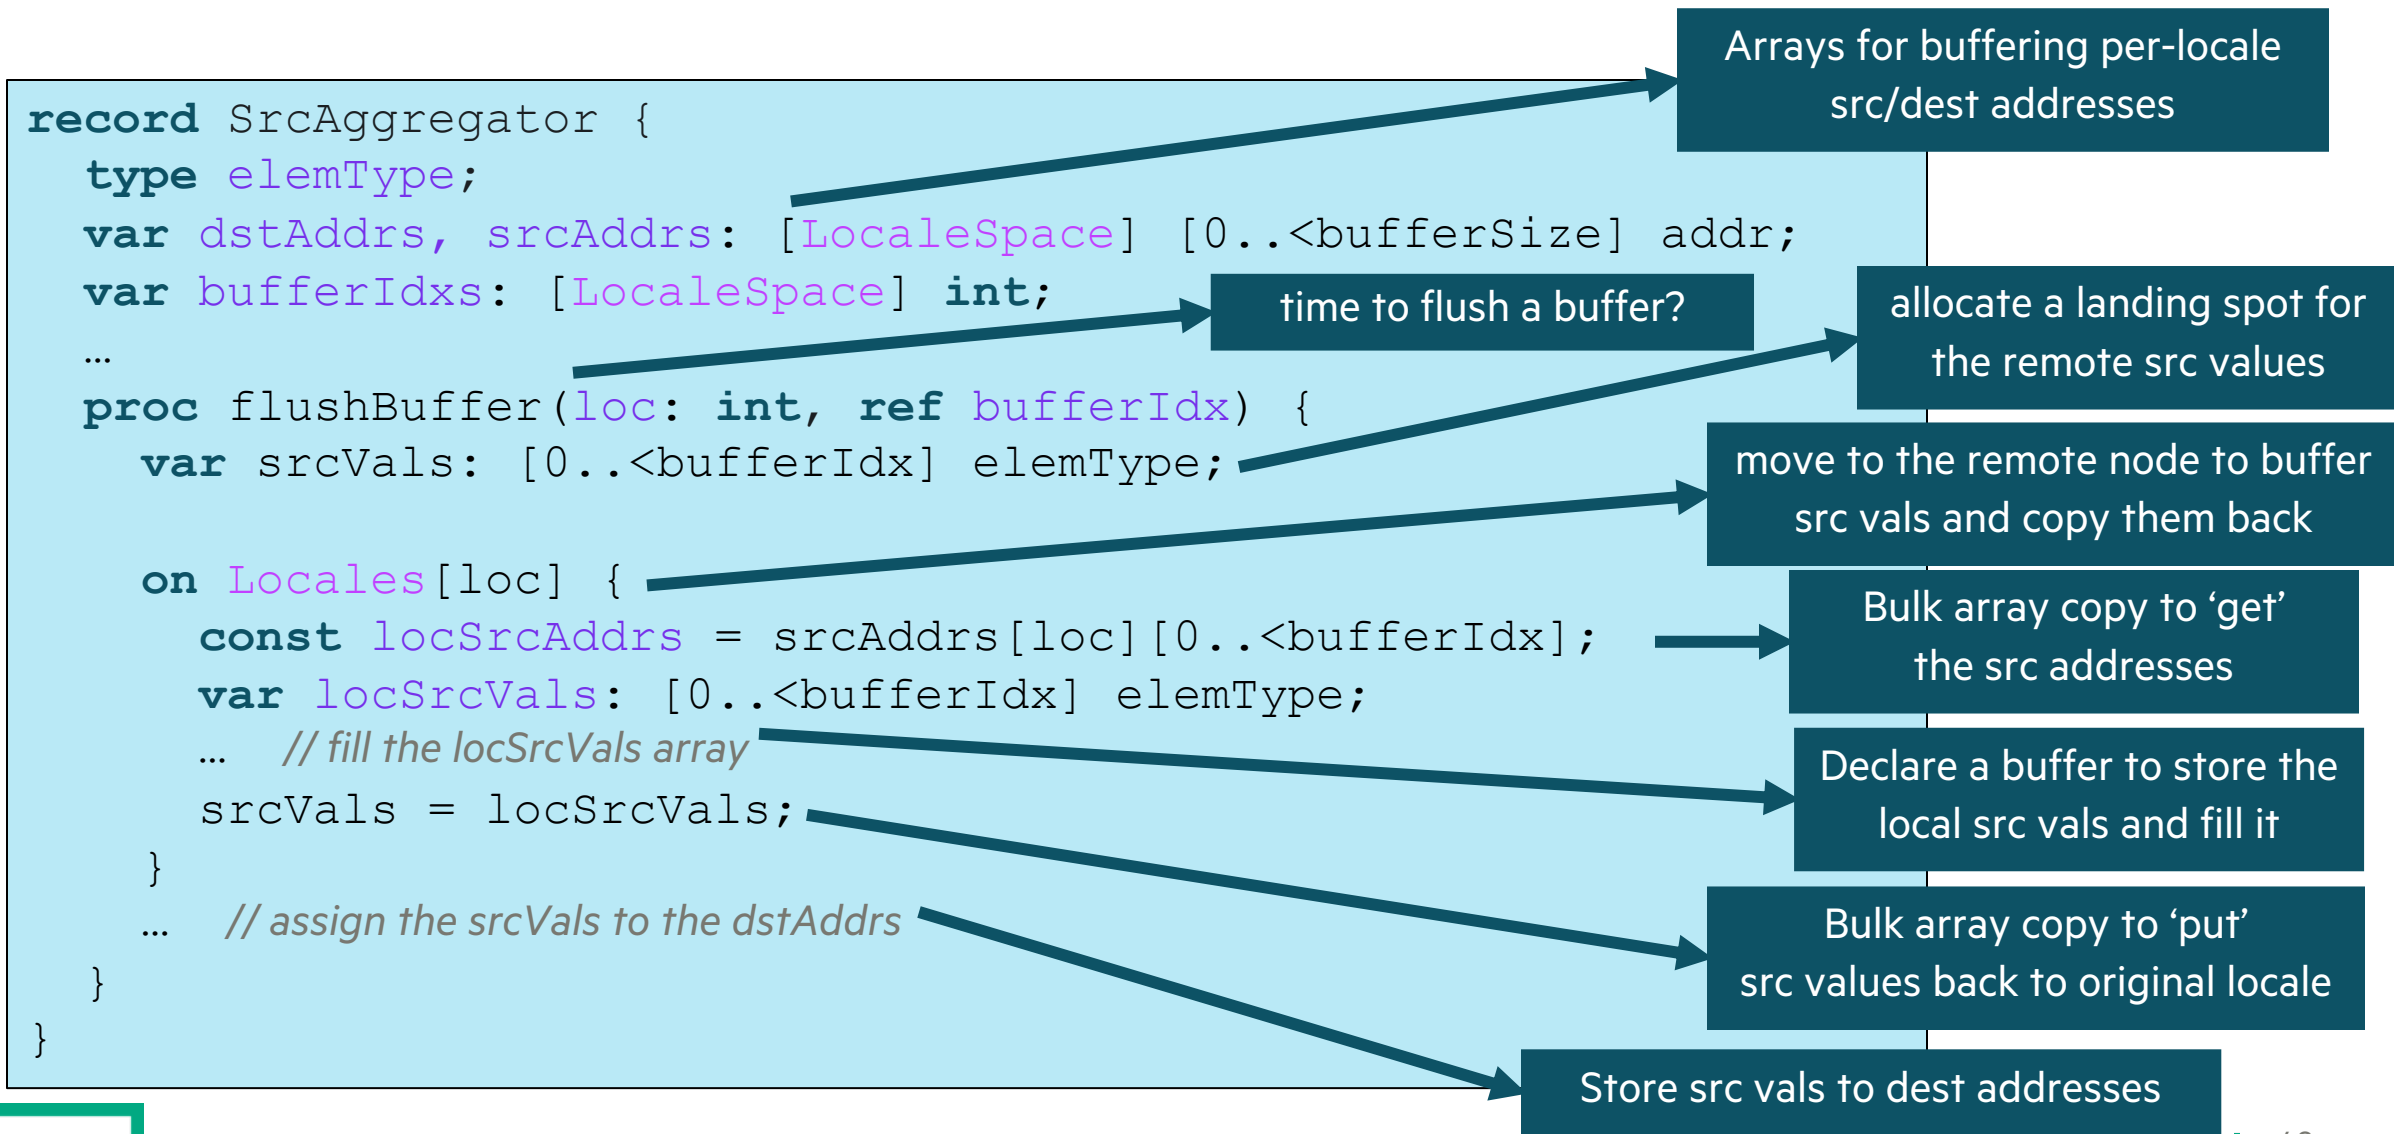 Arrays for buffering per-locale
src/dest addresses
record SrcAggregator {
type elemType;
var dstAddrs, srcAddrs: [LocaleSpace] [0..<bufferSize] addr;
var bufferIdxs: [LocaleSpace] int;
time to flush a buffer?
allocate a landing spot for
the remote src values
…
proc flushBuffer(loc: int, ref bufferIdx) {
var srcVals: [0..<bufferIdx] elemType;
move to the remote node to buffer
src vals and copy them back
on Locales[loc] {
const locSrcAddrs = srcAddrs[loc][0..<bufferIdx];
Bulk array copy to ‘get’
the src addresses
var locSrcVals: [0..<bufferIdx] elemType;
… // fill the locSrcVals array
Declare a buffer to store the
local src vals and fill it
srcVals = locSrcVals;
}
Bulk array copy to ‘put’
src values back to original locale
… // assign the srcVals to the dstAddrs
}
}
Store src vals to dest addresses